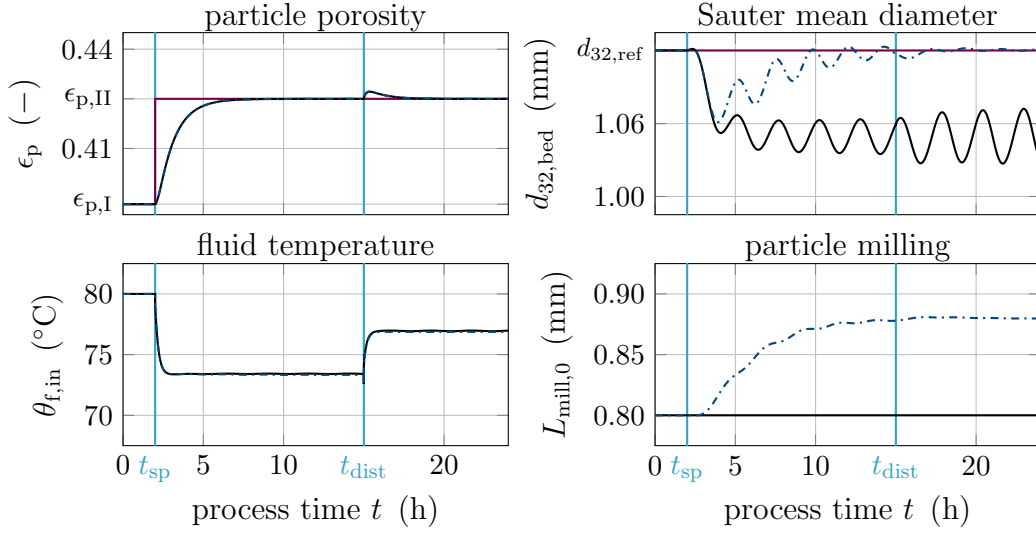 particle porosity
Sauter mean diameter
0.44
ϵp,II
0.41
ϵp,I
ϵp (−)
d32,ref
1.06
1.00
d32,bed (mm)
fluid temperature
particle milling
80
75
70
θf,in (°C)
0.90
0.85
0.80
Lmill,0 (mm)
0 tsp 5 tdist 20
0 tsp 5 tdist 20
process time t (h)
process time t (h)